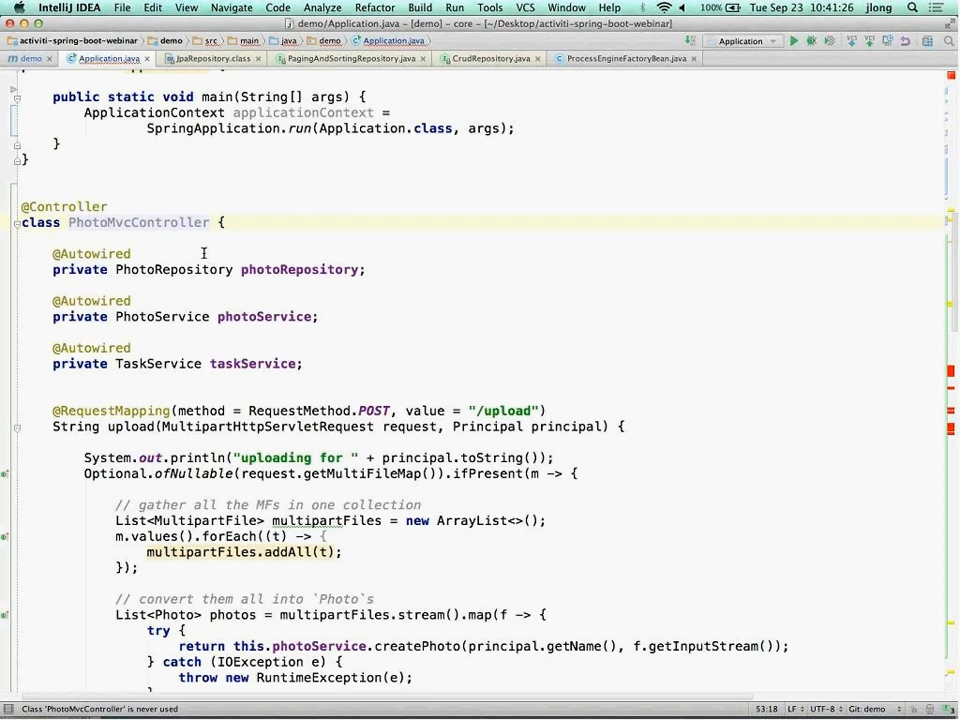 IntelliJ IDEA File Edit View Navigate Code Analyze Refactor Build Run Tools VCS Window Help 100% Tue Sep 23 10:41:26 jlong
demo/Application.java - [demo] - core - [~/Desktop/activiti-spring-boot-webinar]
activiti-spring-boot-webinar demo src main java demo Application.java Application
m demo Application.java JpaRepository.class PagingAndSortingRepository.java CrudRepository.java ProcessEngineFactoryBean.java
public static void main(String[] args) {
ApplicationContext applicationContext =
SpringApplication.run(Application.class, args);
}
}
@Controller
class PhotoMvcController {
@Autowired
private PhotoRepository photoRepository;
@Autowired
private PhotoService photoService;
@Autowired
private TaskService taskService;
@RequestMapping(method = RequestMethod.POST, value = "/upload")
String upload(MultipartHttpServletRequest request, Principal principal) {
System.out.println("uploading for " + principal.toString());
Optional.ofNullable(request.getMultiFileMap()).ifPresent(m -> {
// gather all the MFs in one collection
List<MultipartFile> multipartFiles = new ArrayList<>();
m.values().forEach((t) -> {
multipartFiles.addAll(t);
});
// convert them all into `Photo`s
List<Photo> photos = multipartFiles.stream().map(f -> {
try {
return this.photoService.createPhoto(principal.getName(), f.getInputStream());
} catch (IOException e) {
throw new RuntimeException(e);
Class 'PhotoMvcController' is never used 53:18 LF UTF-8 Git: demo